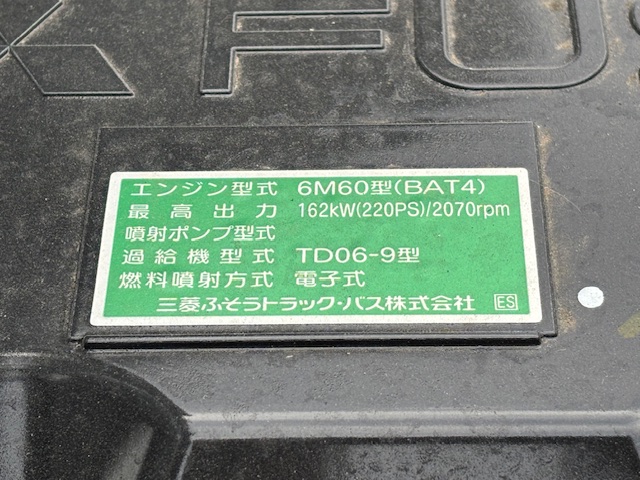 FUS
エンジン型式 6M60型(BAT4)
最高出力 162kW(220PS)/2070rpm
噴射ポンプ型式
過給機型式 TD06-9型
燃料噴射方式 電子式
三菱ふそうトラック・バス株式会社 ES